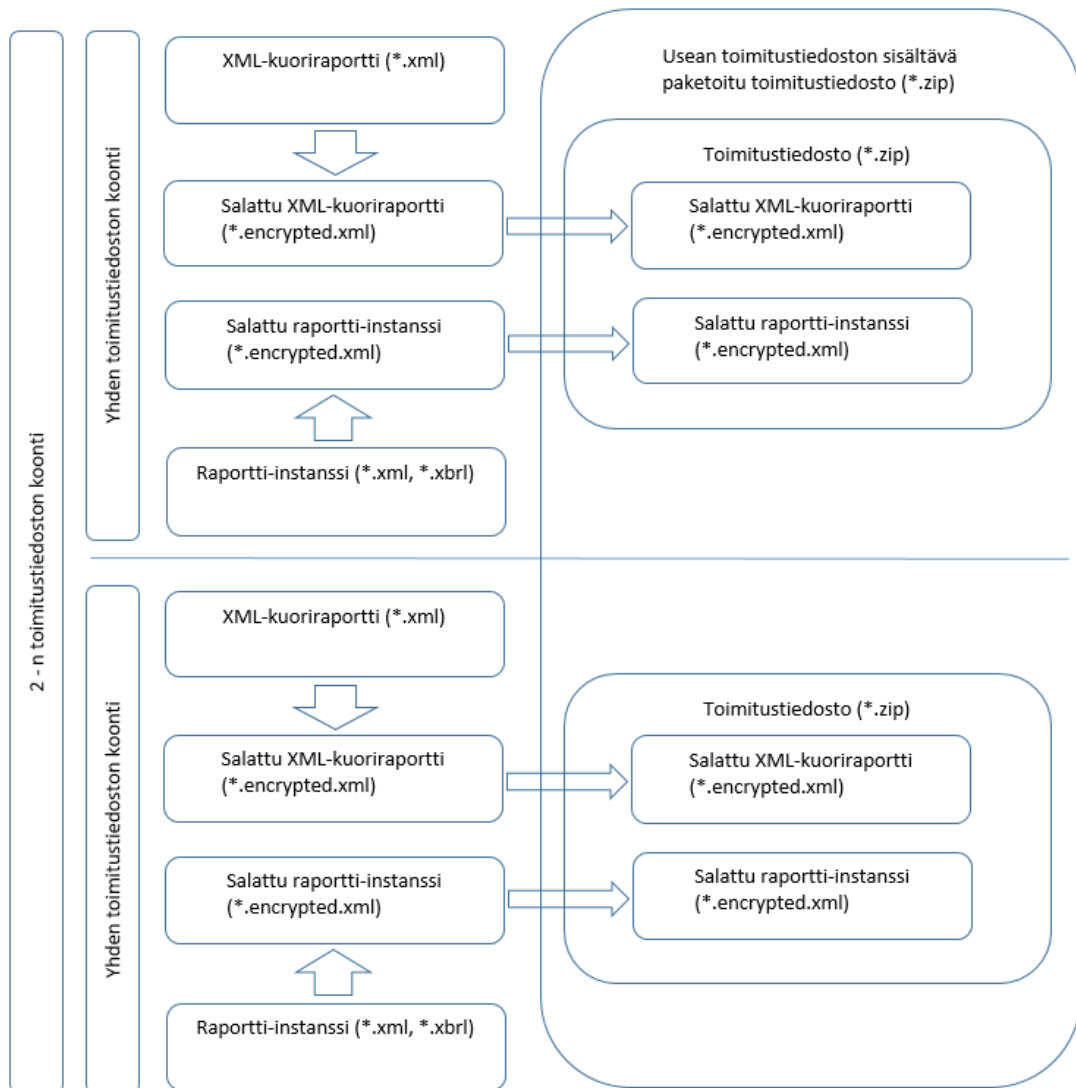 2 - n toimitustiedoston koonti
Yhden toimitustiedoston koonti
XML-kuoriraportti (*.xml)
Salattu XML-kuoriraportti
(*.encrypted.xml)
Salattu raportti-instanssi
(*.encrypted.xml)
Raportti-instanssi (*.xml, *.xbrl)
Usean toimitustiedoston sisältävä
paketoitu toimitustiedosto (*.zip)
Toimitustiedosto (*.zip)
Salattu XML-kuoriraportti
(*.encrypted.xml)
Salattu raportti-instanssi
(*.encrypted.xml)
Yhden toimitustiedoston koonti
XML-kuoriraportti (*.xml)
Salattu XML-kuoriraportti
(*.encrypted.xml)
Salattu raportti-instanssi
(*.encrypted.xml)
Raportti-instanssi (*.xml, *.xbrl)
Toimitustiedosto (*.zip)
Salattu XML-kuoriraportti
(*.encrypted.xml)
Salattu raportti-instanssi
(*.encrypted.xml)